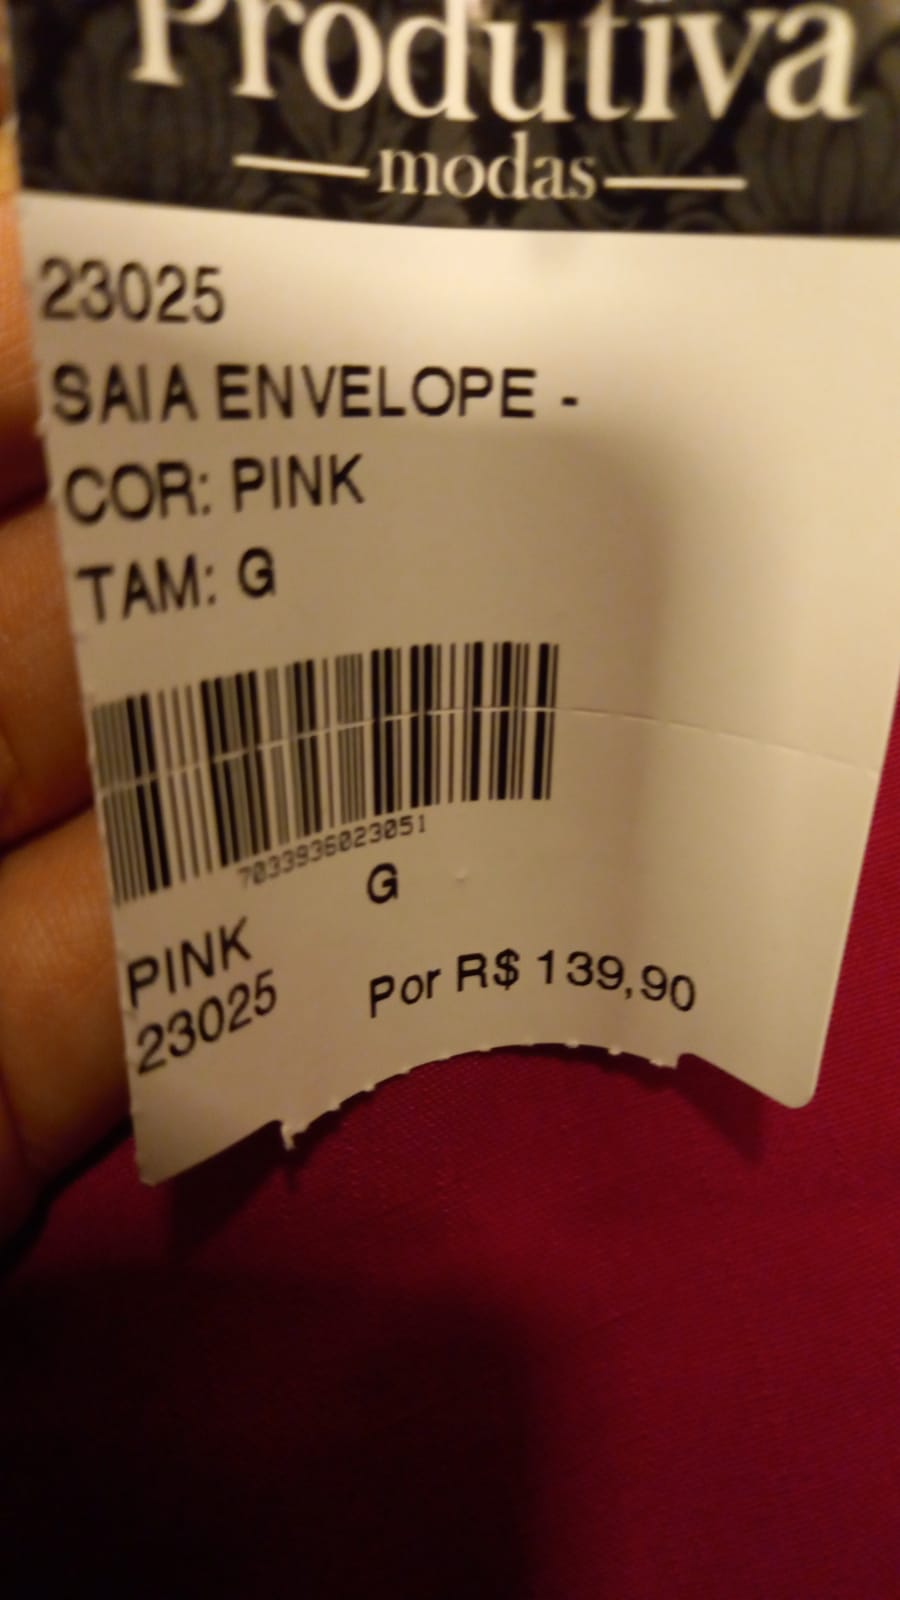 Produtiva
modas
23025
SAIA ENVELOPE -
COR: PINK
TAM: G
7033936023051
G
PINK
23025
Por R$ 139,90